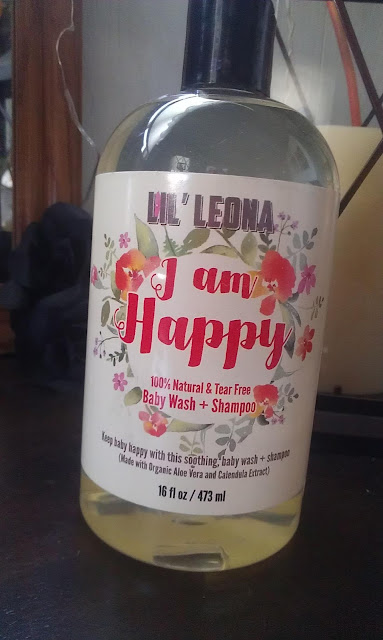 LIL' LEONA
I am
Happy
100% Natural & Tear Free
Baby Wash + Shampoo
Keep baby happy with this soothing, baby wash + shampoo
(Made with Organic Aloe Vera and Calendula Extract)
16 fl oz / 473 ml